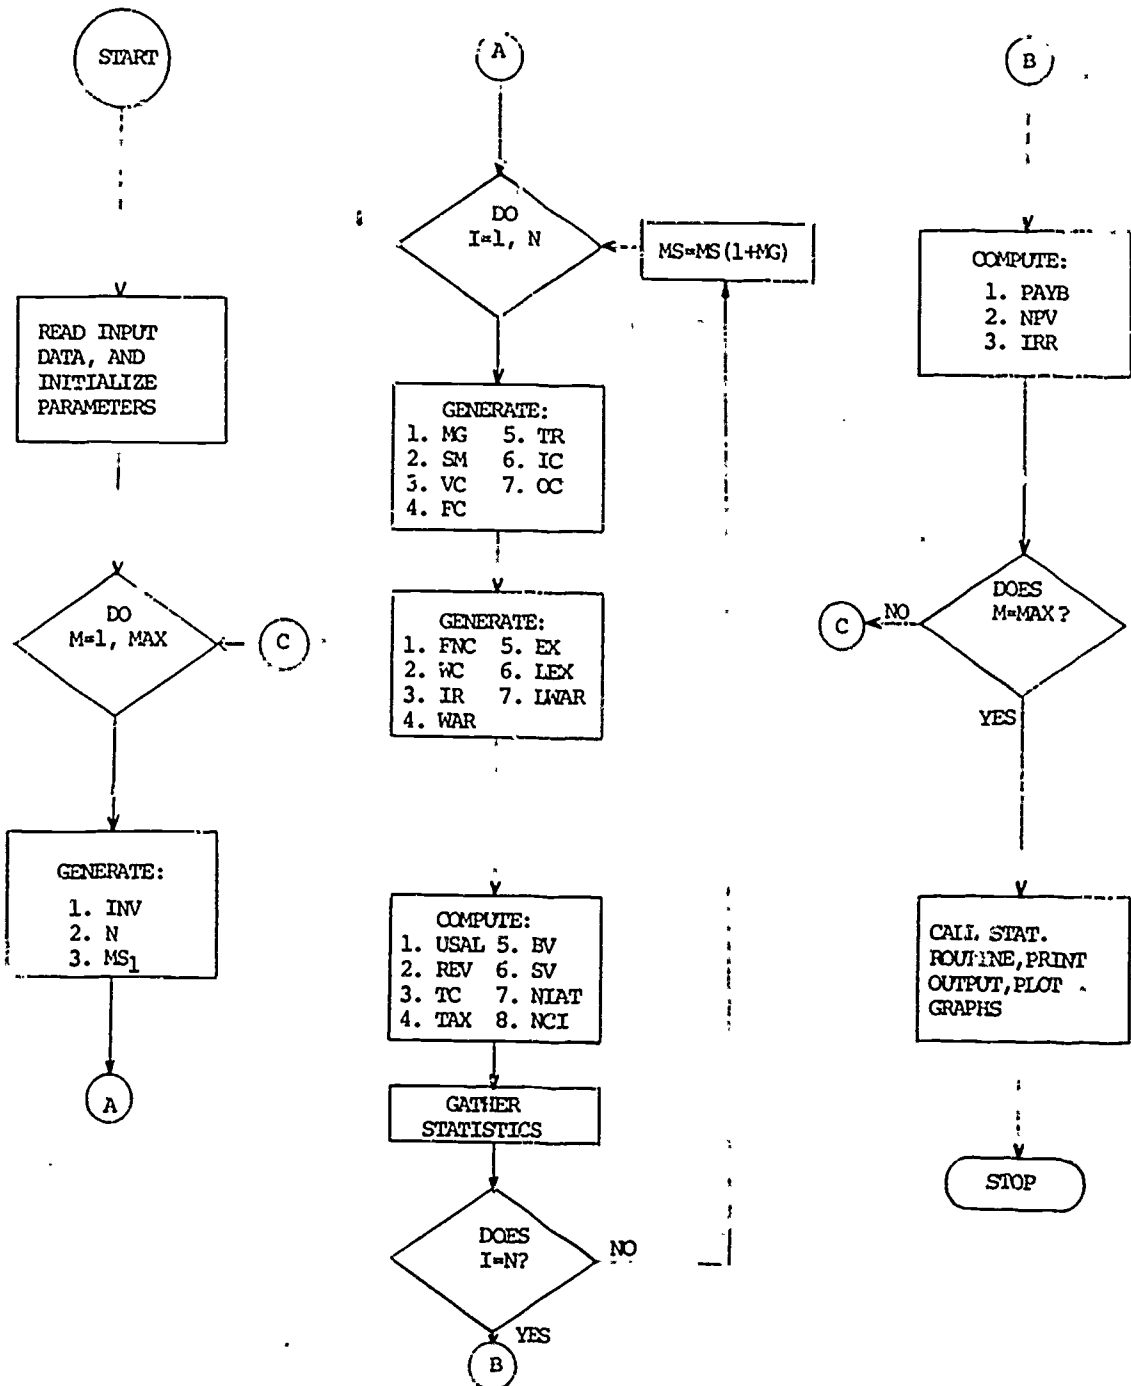 START
READ INPUT
DATA, AND
INITIALIZE
PARAMETERS
DO
M=1, MAX
C
GENERATE:
1. INV
2. N
3. MS1
A
A
DO
I=1, N
MS=MS(1+MG)
GENERATE:
1. MG 5. TR
2. SM 6. IC
3. VC 7. OC
4. FC
GENERATE:
1. FNC 5. EX
2. WC 6. LEX
3. IR 7. LWAR
4. WAR
COMPUTE:
1. USAL 5. BV
2. REV 6. SV
3. TC 7. NIAT
4. TAX 8. NCI
GATHER
STATISTICS
DOES
I=N?
NO
YES
B
B
COMPUTE:
1. PAYB
2. NPV
3. IRR
DOES
M=MAX?
NO
C
YES
CALL STAT.
ROUTINE,PRINT
OUTPUT,PLOT
GRAPHS
STOP